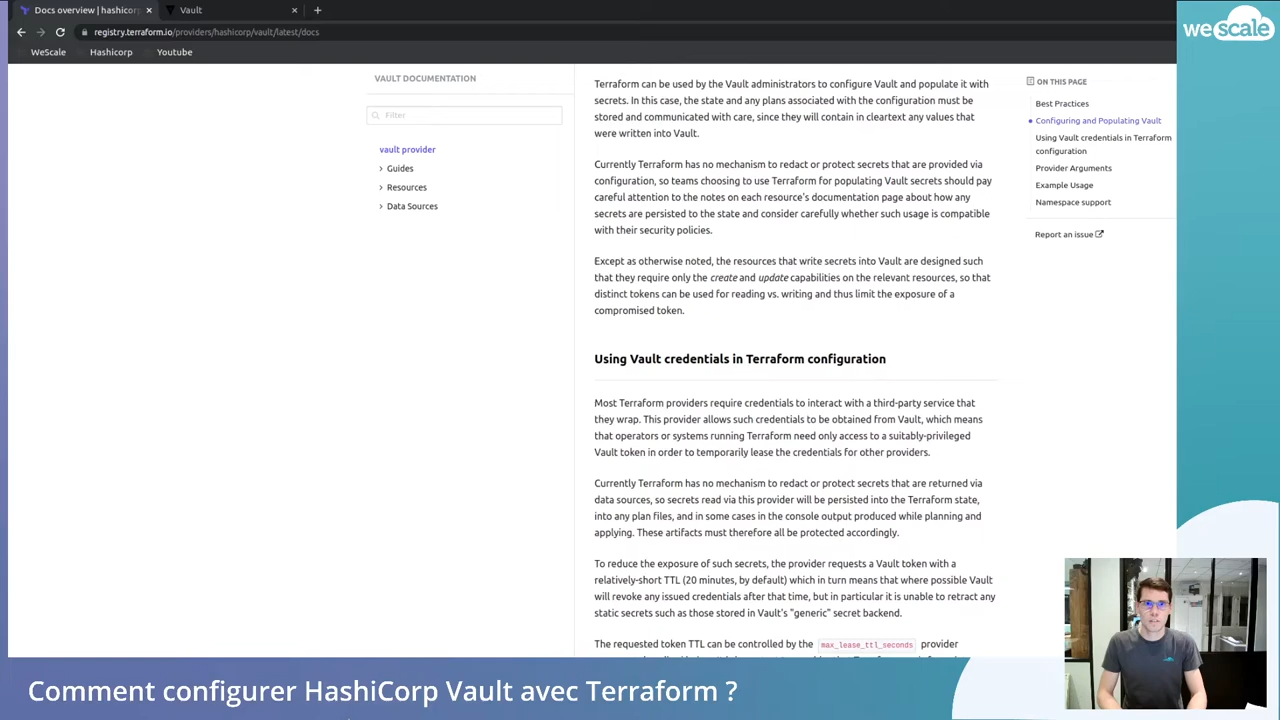 Docs overview | hashicor
Vault
registry.terraform.io/providers/hashicorp/vault/latest/docs
WeScale
Hashicorp
Youtube
we scale
VAULT DOCUMENTATION
Filter
vault provider
Guides
Resources
Data Sources
Terraform can be used by the Vault administrators to configure Vault and populate it with
secrets. In this case, the state and any plans associated with the configuration must be
stored and communicated with care, since they will contain in cleartext any values that
were written into Vault.
Currently Terraform has no mechanism to redact or protect secrets that are provided via
configuration, so teams choosing to use Terraform for populating Vault secrets should pay
careful attention to the notes on each resource's documentation page about how any
secrets are persisted to the state and consider carefully whether such usage is compatible
with their security policies.
Except as otherwise noted, the resources that write secrets into Vault are designed such
that they require only the create and update capabilities on the relevant resources, so that
distinct tokens can be used for reading vs. writing and thus limit the exposure of a
compromised token.
Using Vault credentials in Terraform configuration
Most Terraform providers require credentials to interact with a third-party service that
they wrap. This provider allows such credentials to be obtained from Vault, which means
that operators or systems running Terraform need only access to a suitably-privileged
Vault token in order to temporarily lease the credentials for other providers.
Currently Terraform has no mechanism to redact or protect secrets that are returned via
data sources, so secrets read via this provider will be persisted into the Terraform state,
into any plan files, and in some cases in the console output produced while planning and
applying. These artifacts must therefore all be protected accordingly.
To reduce the exposure of such secrets, the provider requests a Vault token with a
relatively-short TTL (20 minutes, by default) which in turn means that where possible Vault
will revoke any issued credentials after that time, but in particular it is unable to retract any
static secrets such as those stored in Vault's "generic" secret backend.
The requested token TTL can be controlled by the max_lease_ttl_seconds provider
ON THIS PAGE
Best Practices
Configuring and Populating Vault
Using Vault credentials in Terraform
configuration
Provider Arguments
Example Usage
Namespace support
Report an issue
Comment configurer HashiCorp Vault avec Terraform ?